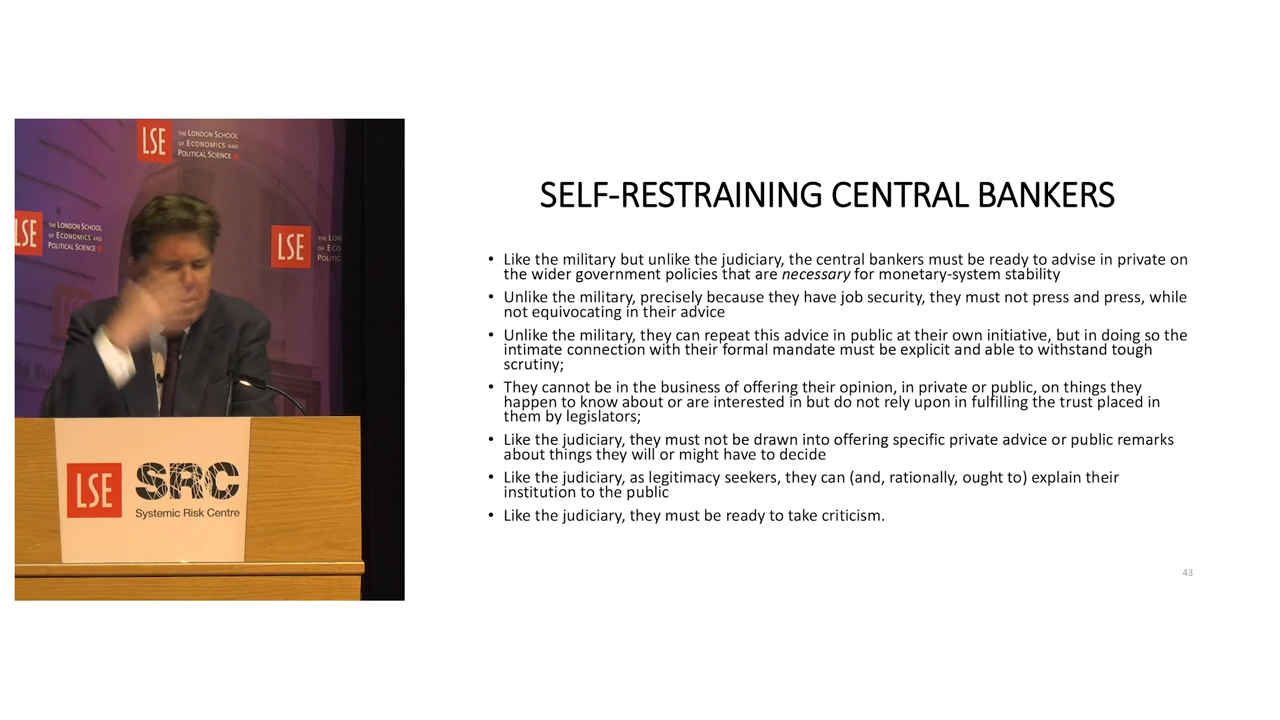 LSE
THE LONDON SCHOOL
OF ECONOMICS AND
POLITICAL SCIENCE
LSE
THE LONDON SCHOOL
OF ECONOMICS AND
POLITICAL SCIENCE
LSE
THE LON
OF ECO
POLITIC
LSE
SRC
Systemic Risk Centre
SELF-RESTRAINING CENTRAL BANKERS
• Like the military but unlike the judiciary, the central bankers must be ready to advise in private on
the wider government policies that are necessary for monetary-system stability
• Unlike the military, precisely because they have job security, they must not press and press, while
not equivocating in their advice
• Unlike the military, they can repeat this advice in public at their own initiative, but in doing so the
intimate connection with their formal mandate must be explicit and able to withstand tough
scrutiny;
• They cannot be in the business of offering their opinion, in private or public, on things they
happen to know about or are interested in but do not rely upon in fulfilling the trust placed in
them by legislators;
• Like the judiciary, they must not be drawn into offering specific private advice or public remarks
about things they will or might have to decide
• Like the judiciary, as legitimacy seekers, they can (and, rationally, ought to) explain their
institution to the public
• Like the judiciary, they must be ready to take criticism.
43